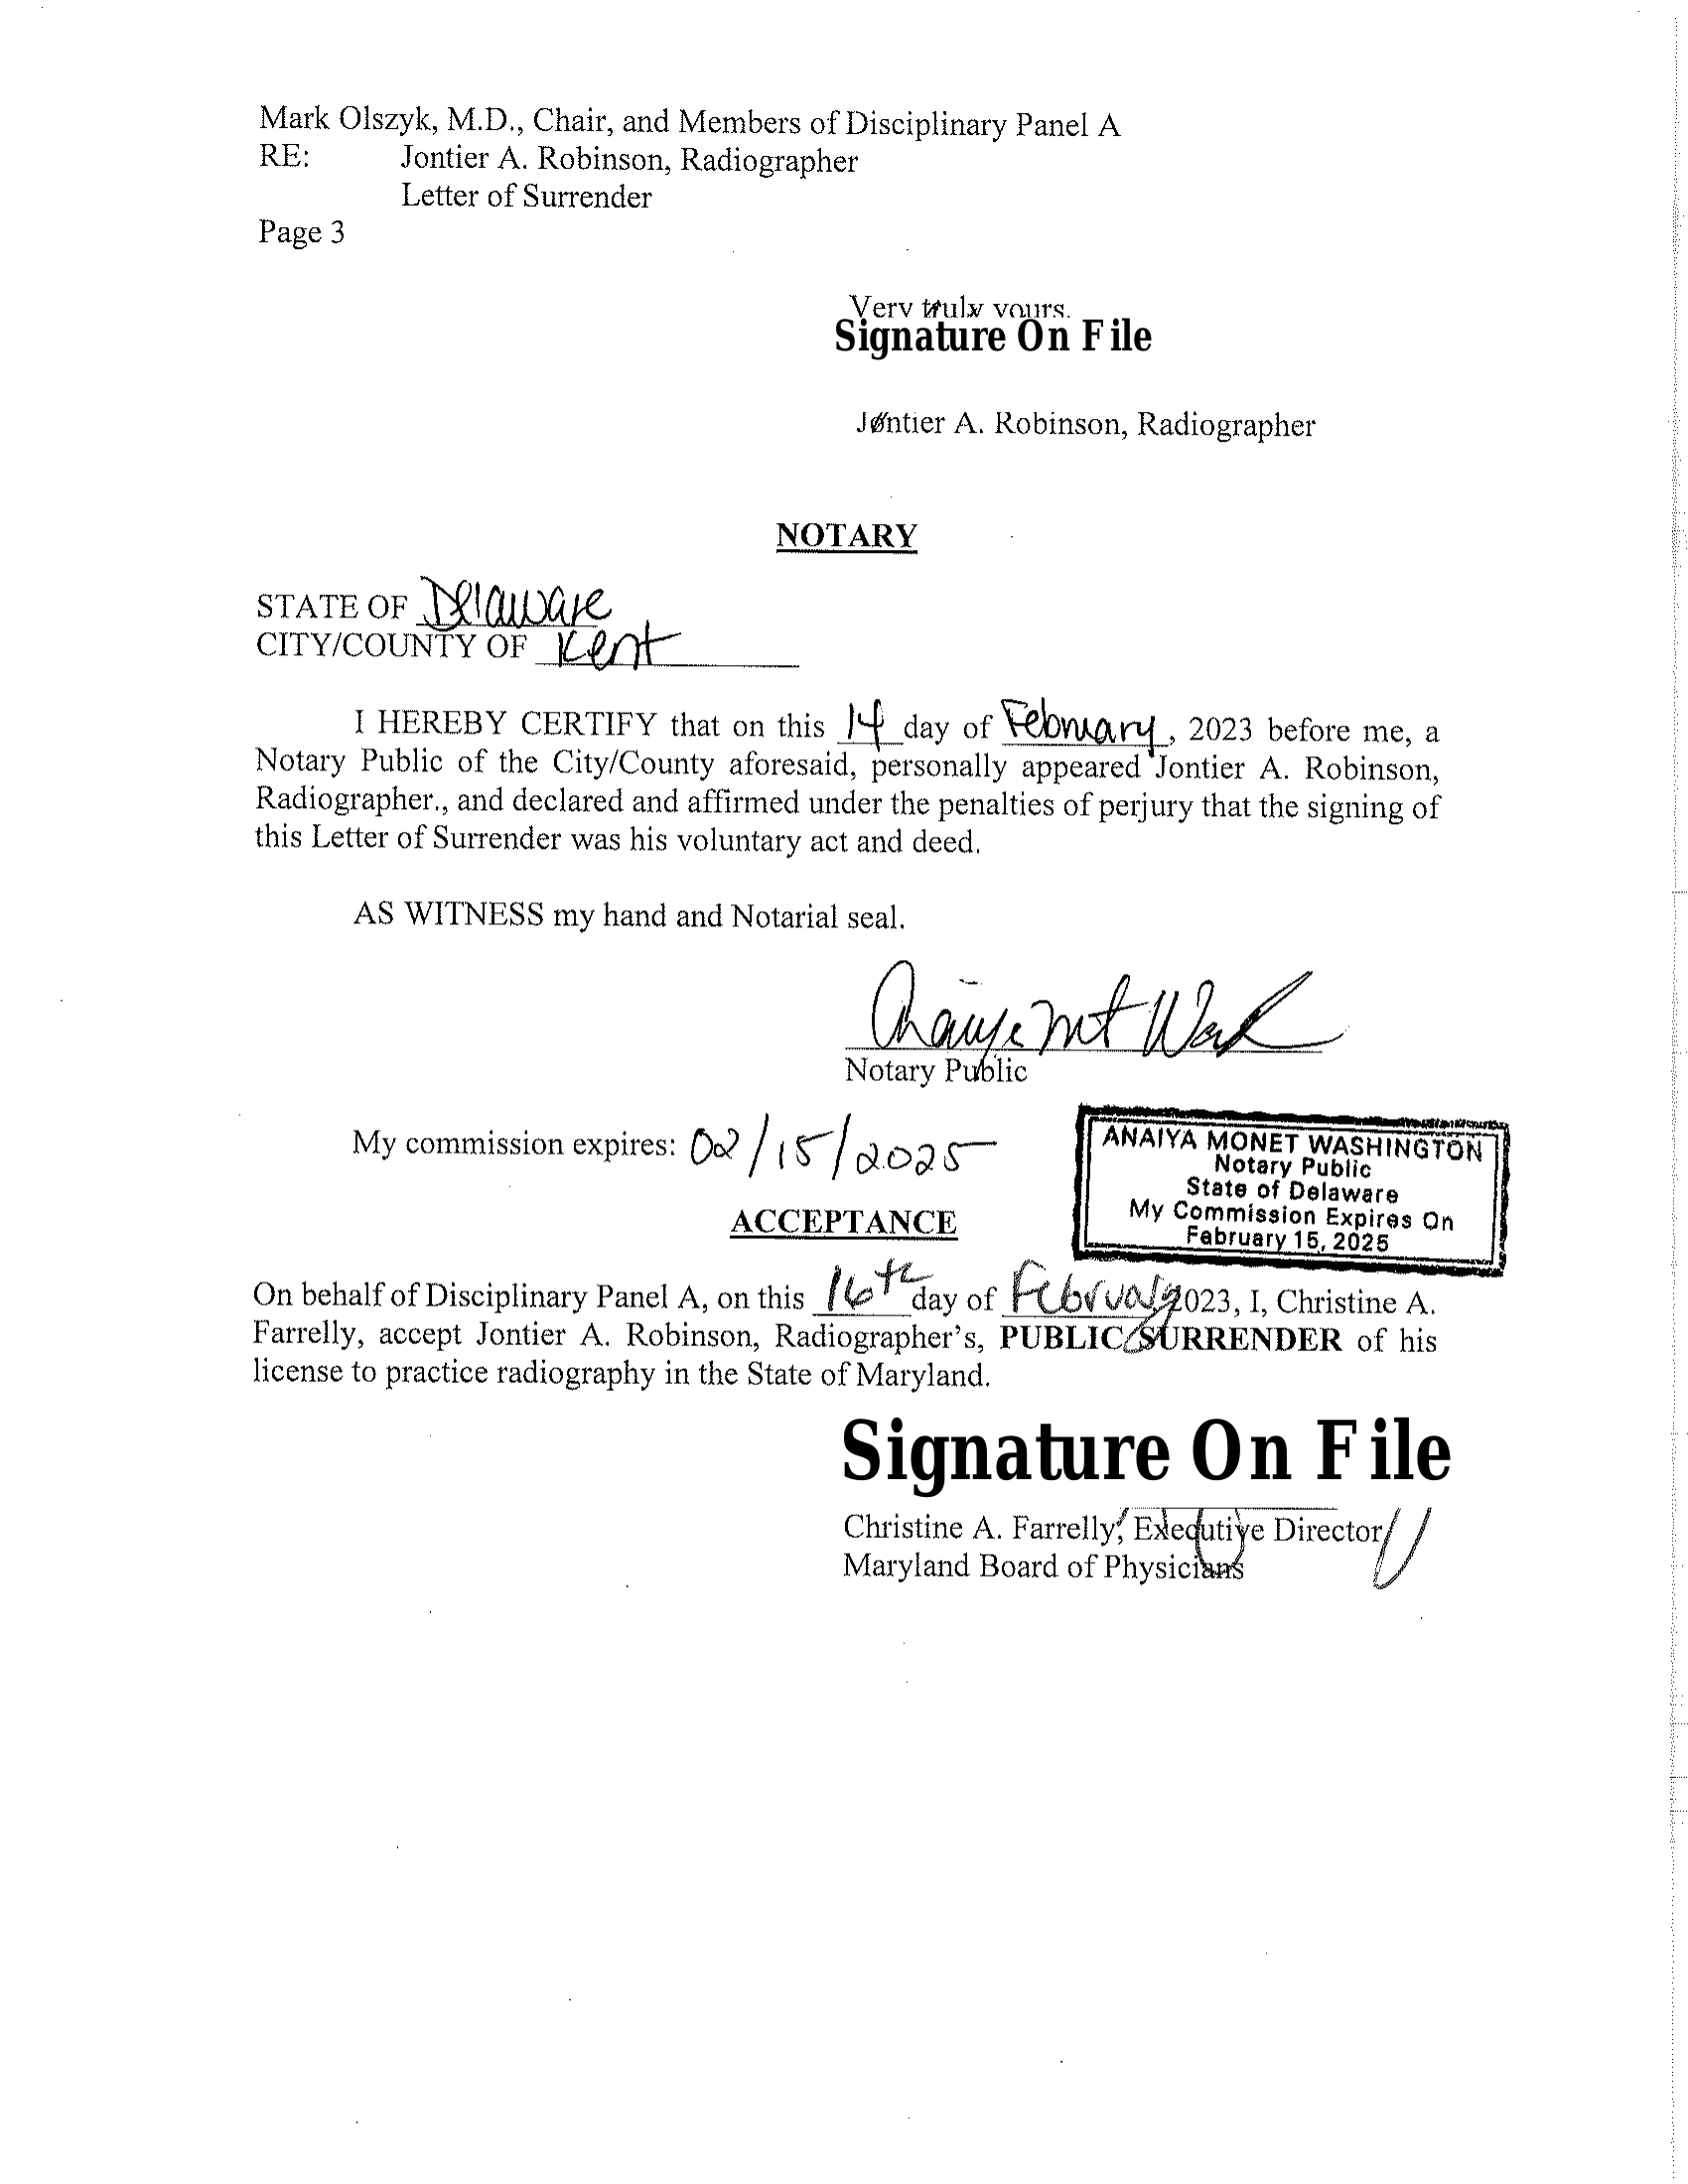 Mark Olszyk, M.D., Chair, and Members of Disciplinary Panel A
RE: Jontier A. Robinson, Radiographer
Letter of Surrender
Page 3
Very truly yours,
Signature On File
Jontier A. Robinson, Radiographer
NOTARY
STATE OF Delaware
CITY/COUNTY OF Kent
I HEREBY CERTIFY that on this 14 day of February, 2023 before me, a
Notary Public of the City/County aforesaid, personally appeared Jontier A. Robinson,
Radiographer., and declared and affirmed under the penalties of perjury that the signing of
this Letter of Surrender was his voluntary act and deed.
AS WITNESS my hand and Notarial seal.
Notary Public
My commission expires: 02/15/2025
ANAIYA MONET WASHINGTON
Notary Public
State of Delaware
My Commission Expires On
February 15, 2025
ACCEPTANCE
On behalf of Disciplinary Panel A, on this 16th day of February 2023, I, Christine A.
Farrelly, accept Jontier A. Robinson, Radiographer's, PUBLIC SURRENDER of his
license to practice radiography in the State of Maryland.
Signature On File
Christine A. Farrelly, Executive Director
Maryland Board of Physicians